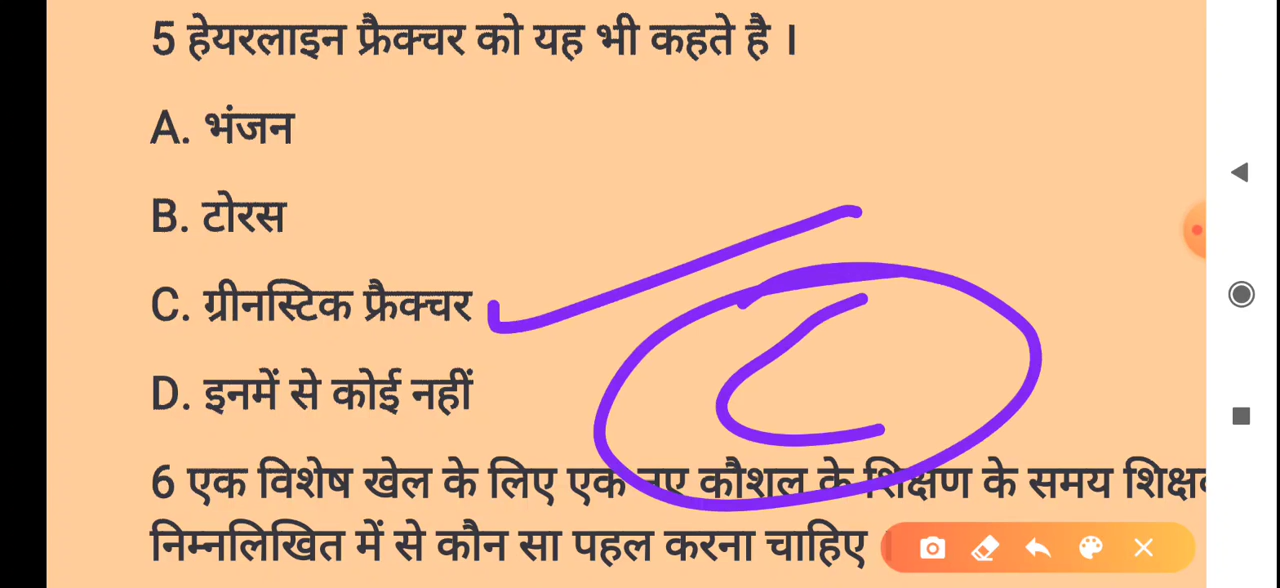 5 हेयरलाइन फ्रैक्चर को यह भी कहते है ।
A. भंजन
B. टोरस
C. ग्रीनस्टिक फ्रैक्चर
D. इनमें से कोई नहीं
C
6 एक विशेष खेल के लिए एक नए कौशल के शिक्षण के समय
निम्नलिखित में से कौन सा पहल करना चाहिए